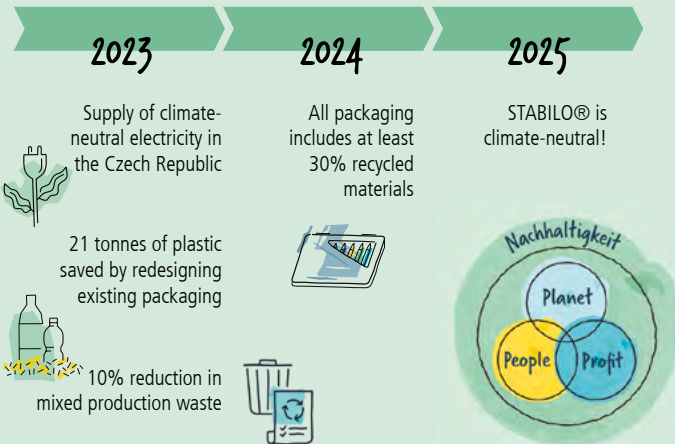 2023
Supply of climate-
neutral electricity in
the Czech Republic
21 tonnes of plastic
saved by redesigning
existing packaging
10% reduction in
mixed production waste
2024
All packaging
includes at least
30% recycled
materials
2025
STABILO® is
climate-neutral!
Nachhaltigkeit
Planet
People
Profit